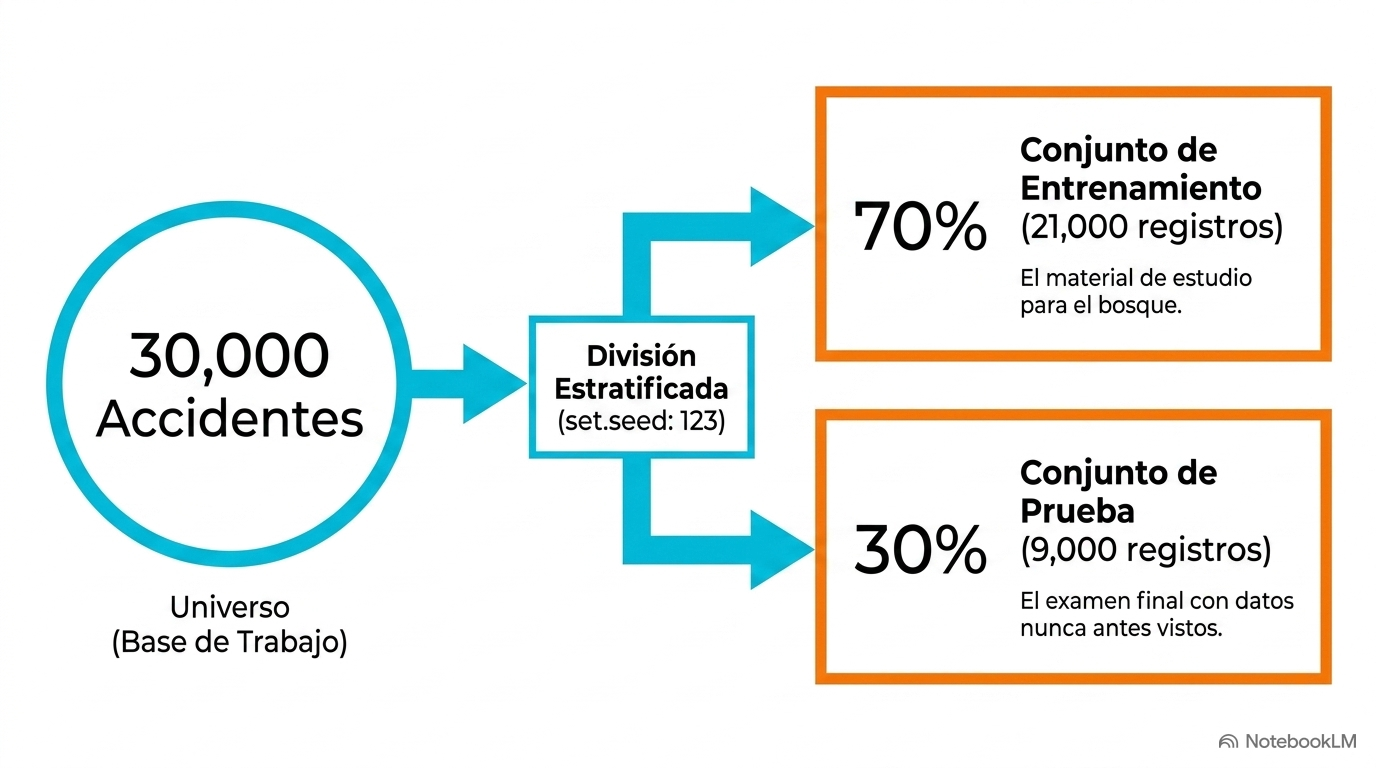 30,000
Accidentes
Universo
(Base de Trabajo)
División
Estratificada
(set.seed: 123)
70%
Conjunto de
Entrenamiento
(21,000 registros)
El material de estudio
para el bosque.
30%
Conjunto de
Prueba
(9,000 registros)
El examen final con datos
nunca antes vistos.
NotebookLM